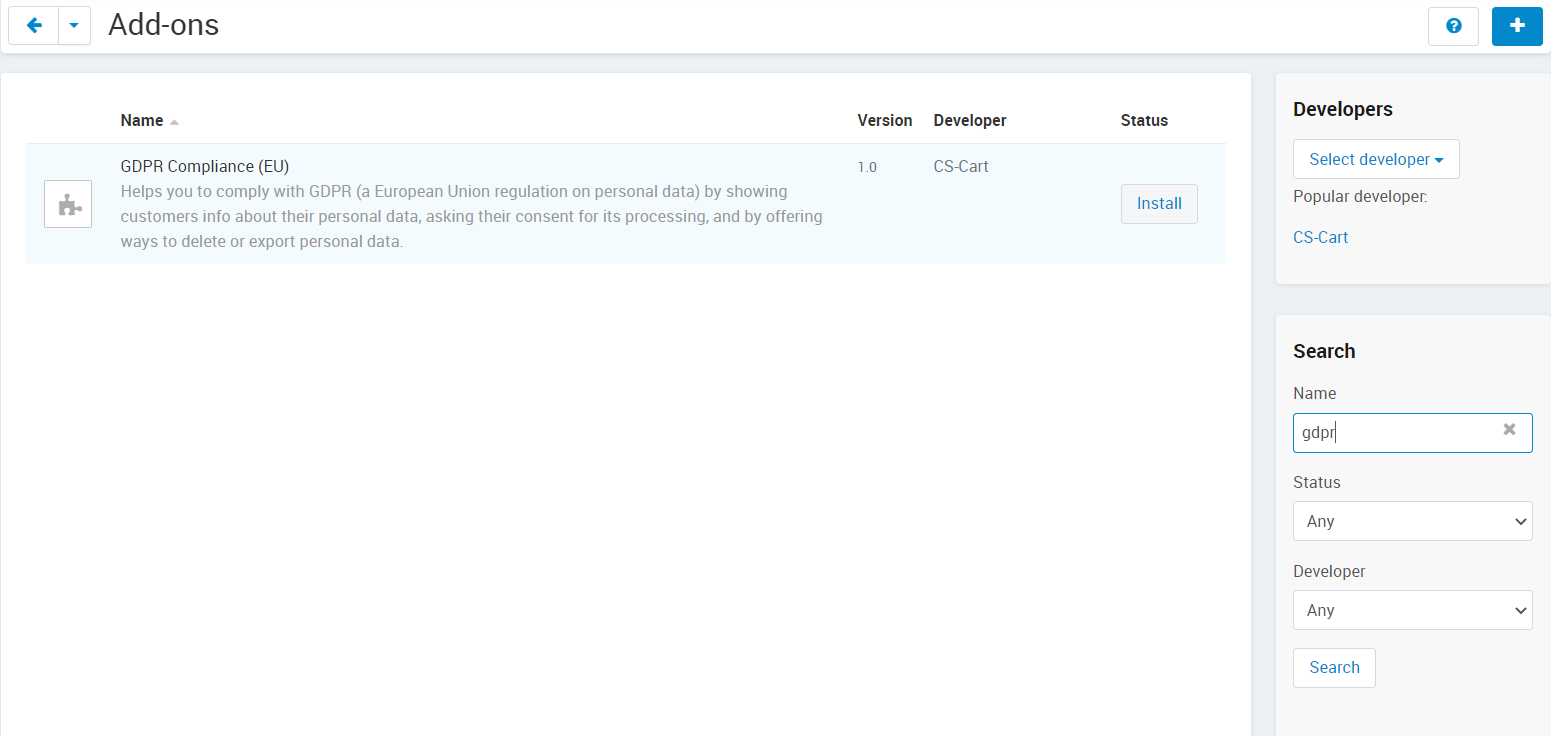 Add-ons
Name Version Developer Status
GDPR Compliance (EU) 1.0 CS-Cart
Helps you to comply with GDPR (a European Union regulation on personal data) by showing
customers info about their personal data, asking their consent for its processing, and by offering
ways to delete or export personal data.
Install
Developers
Select developer
Popular developer:
CS-Cart
Search
Name
gdpr
Status
Any
Developer
Any
Search